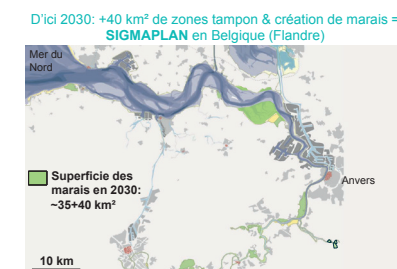 D'ici 2030: +40 km² de zones tampon & création de marais =
SIGMAPLAN en Belgique (Flandre)
Mer du
Nord
Superficie des
marais en 2030:
~35+40 km²
Anvers
10 km